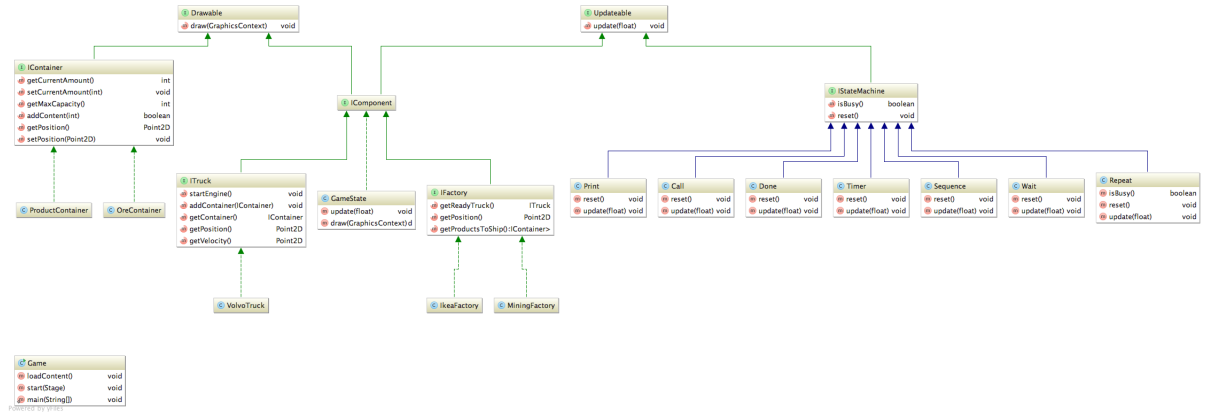 Drawable
draw(GraphicsContext) void
Updateable
update(float) void
IContainer
getCurrentAmount() int
setCurrentAmount(int) void
getMaxCapacity() int
addContent(int) boolean
getPosition() Point2D
setPosition(Point2D) void
IComponent
IStateMachine
isBusy() boolean
reset() void
ProductContainer
OreContainer
ITruck
startEngine() void
addContainer(IContainer) void
getContainer() IContainer
getPosition() Point2D
getVelocity() Point2D
GameState
update(float) void
draw(GraphicsContext) d
IFactory
getReadyTruck() ITruck
getPosition() Point2D
getProductsToShip():IContainer>
Print
reset() void
update(float) void
Call
reset() void
update(float) void
Done
reset() void
update(float) void
Timer
reset() void
update(float) void
Sequence
reset() void
update(float) void
Wait
reset() void
update(float) void
Repeat
isBusy() boolean
reset() void
update(float) void
VolvoTruck
IkeaFactory
MiningFactory
Game
loadContent() void
start(Stage) void
main(String[]) void
Powered by yFiles